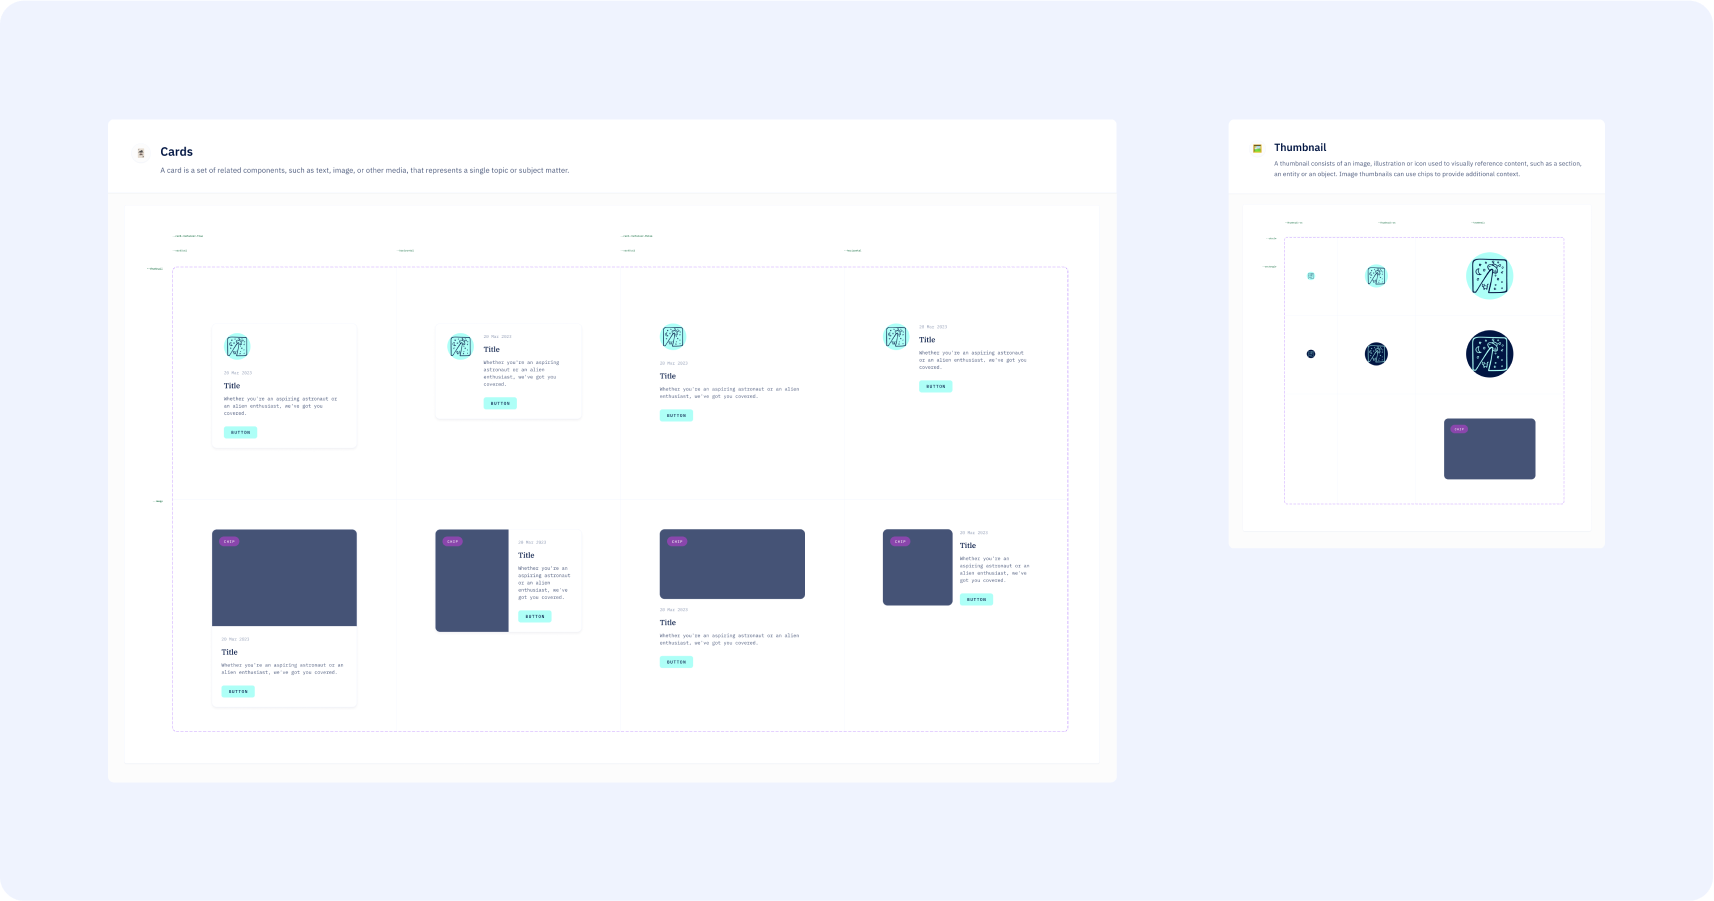 Cards
A card is a set of related components, such as text, image, or other media, that represents a single topic or subject matter.
20 Mar 2023
Title
Whether you're an aspiring astronaut or
an alien enthusiast, we've got you
covered.
BUTTON
20 Mar 2023
Title
Whether you're an aspiring
astronaut or an alien
enthusiast, we've got you
covered.
BUTTON
20 Mar 2023
Title
Whether you're an aspiring astronaut or an alien
enthusiast, we've got you covered.
BUTTON
20 Mar 2023
Title
Whether you're an aspiring astronaut
or an alien enthusiast, we've got you
covered.
BUTTON
CHIP
20 Mar 2023
Title
Whether you're an aspiring astronaut or an
alien enthusiast, we've got you covered.
BUTTON
CHIP
20 Mar 2023
Title
Whether you're an
aspiring astronaut
or an alien
enthusiast, we've
got you covered.
BUTTON
CHIP
20 Mar 2023
Title
Whether you're an aspiring astronaut or an alien
enthusiast, we've got you covered.
BUTTON
CHIP
20 Mar 2023
Title
Whether you're an
aspiring astronaut or an
alien enthusiast, we've
got you covered.
BUTTON
Thumbnail
A thumbnail consists of an image, illustration or icon used to visually reference content, such as a section,
an entity or an object. Image thumbnails can use chips to provide additional context.
CHIP